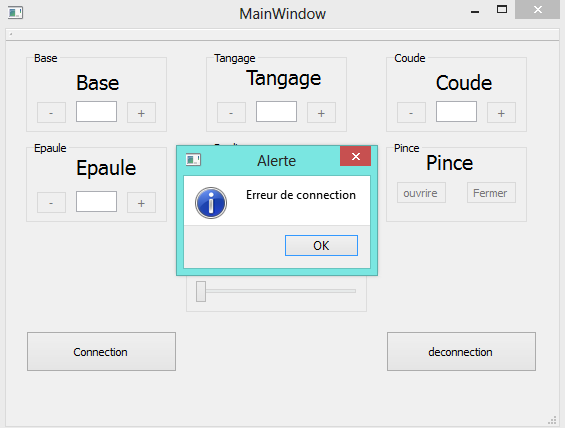 MainWindow
Base
Tangage
Coude
Base
Tangage
Coude
- +
- +
- +
Epaule
Pince
Epaule
Pince
- +
ouvrire
Fermer
Alerte
Erreur de connection
OK
Connection
deconnection